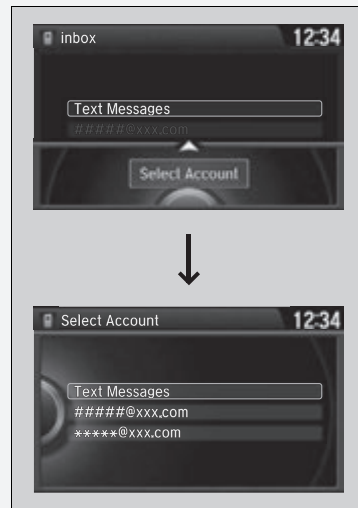 inbox 12:34
Text Messages
#####@xxx.com
Select Account
Select Account 12:34
Text Messages
#####@xxx.com
*****@xxx.com